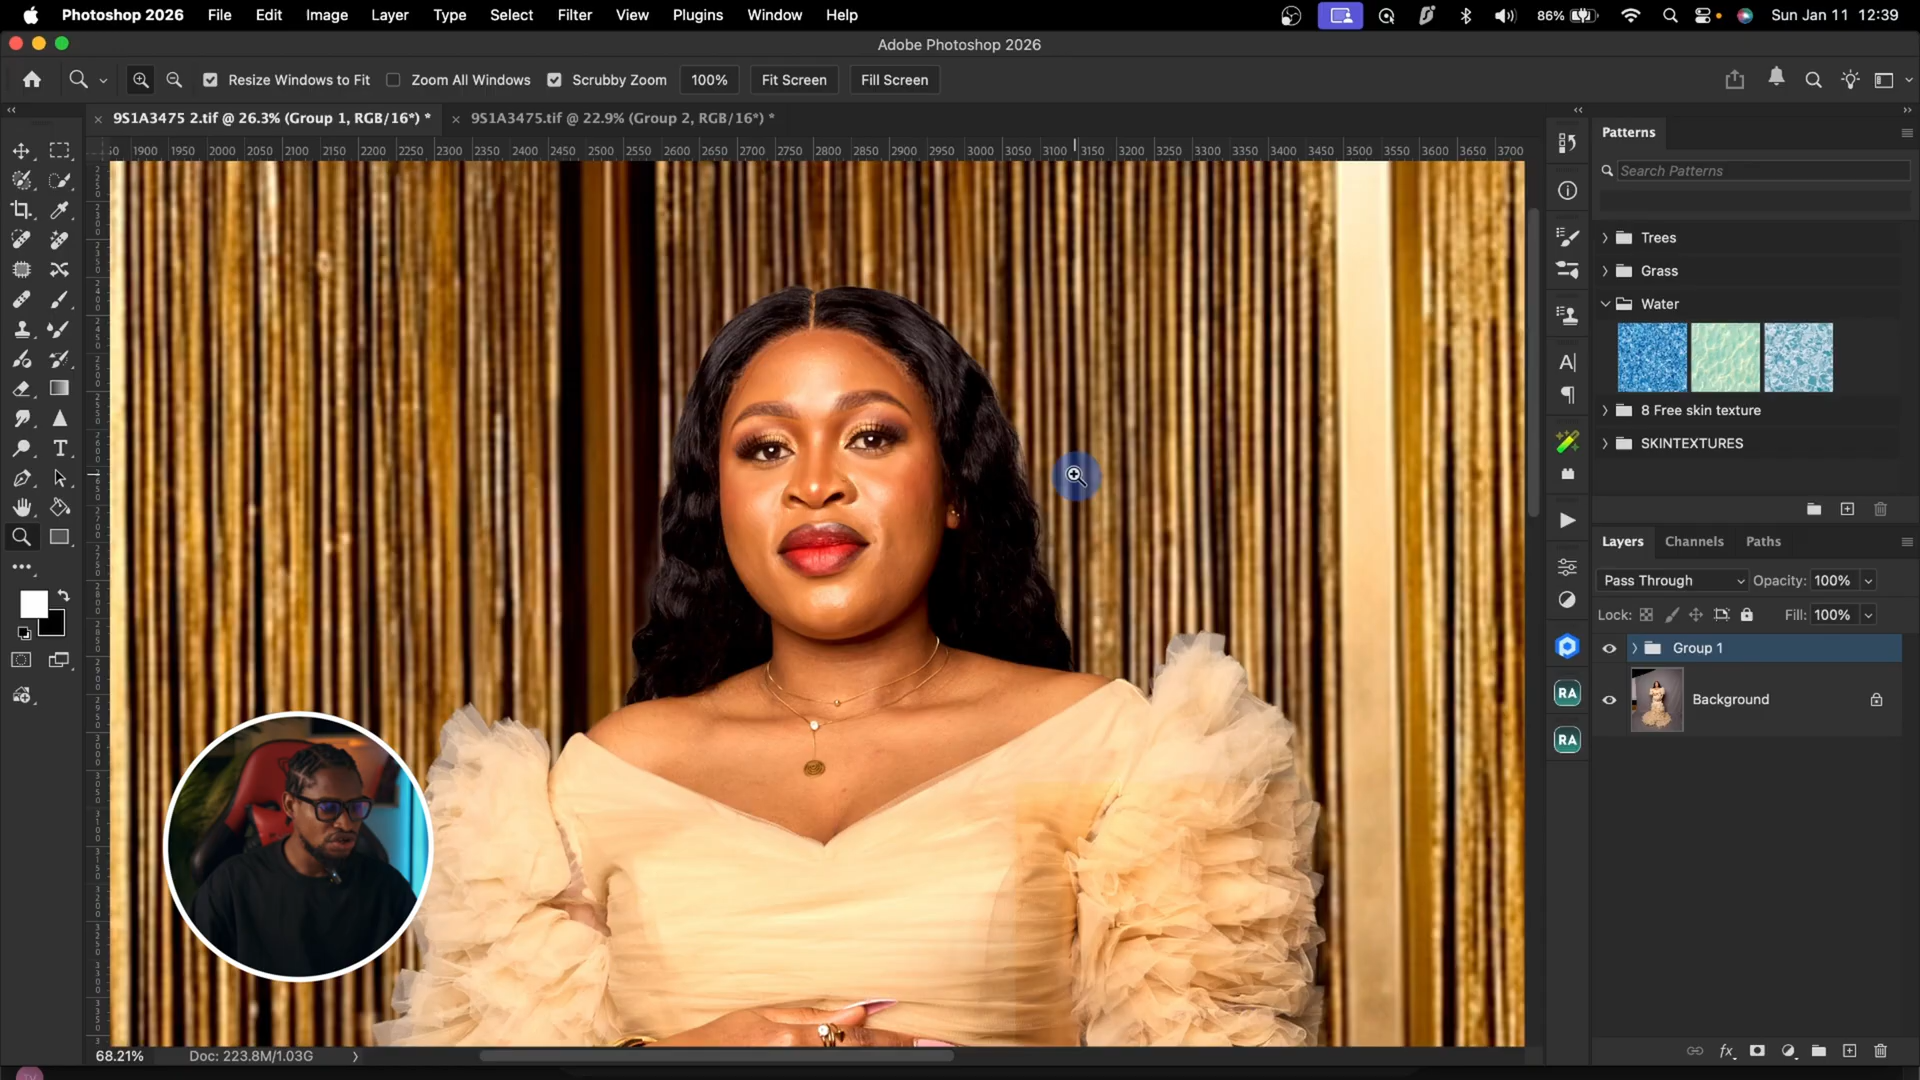 Photoshop 2026 File Edit Image Layer Type Select Filter View Plugins Window Help 86% Sun Jan 11 12:39
Adobe Photoshop 2026
Resize Windows to Fit Zoom All Windows Scrubby Zoom 100% Fit Screen Fill Screen
9S1A3475 2.tif @ 26.3% (Group 1, RGB/16*) * 9S1A3475.tif @ 22.9% (Group 2, RGB/16*) *
50 1900 1950 2000 2050 2100 2150 2200 2250 2300 2350 2400 2450 2500 2550 2600 2650 2700 2750 2800 2850 2900 2950 3000 3050 3100 3150 3200 3250 3300 3350 3400 3450 3500 3550 3600 3650 3700
Patterns
Search Patterns
Trees
Grass
Water
8 Free skin texture
SKINTEXTURES
Layers Channels Paths
Pass Through Opacity: 100%
Lock: Fill: 100%
Group 1
Background
RA
RA
68.21% Doc: 223.8M/1.03G
fx